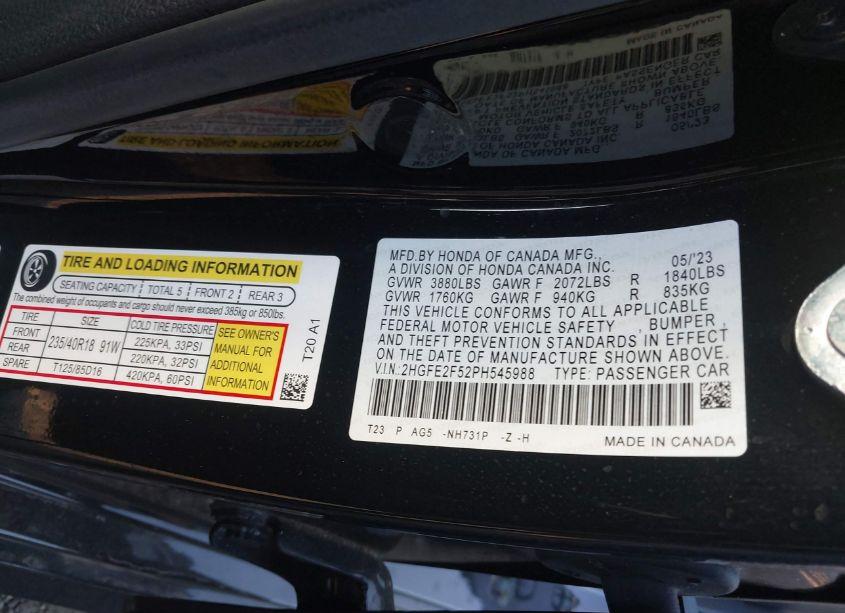 TIRE AND LOADING INFORMATION
SEATING CAPACITY TOTAL 5 FRONT 2 REAR 3
The combined weight of occupants and cargo should never exceed 385kg or 850lbs.
TIRE SIZE COLD TIRE PRESSURE
FRONT 235/40R18 91W 225KPA, 33PSI
REAR 220KPA, 32PSI
SPARE T125/85D16 420KPA, 60PSI
SEE OWNER'S
MANUAL FOR
ADDITIONAL
INFORMATION
T20 A1
MFD.BY HONDA OF CANADA MFG., 05/'23
A DIVISION OF HONDA CANADA INC.
GVWR 3880LBS GAWR F 2072LBS R 1840LBS
GVWR 1760KG GAWR F 940KG R 835KG
THIS VEHICLE CONFORMS TO ALL APPLICABLE
FEDERAL MOTOR VEHICLE SAFETY , BUMPER ,
AND THEFT PREVENTION STANDARDS IN EFFECT
ON THE DATE OF MANUFACTURE SHOWN ABOVE.
V.I.N.:2HGFE2F52PH545988 TYPE: PASSENGER CAR
T23 P AG5 -NH731P -Z -H
MADE IN CANADA